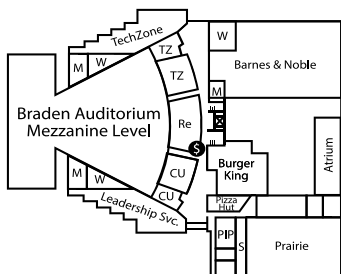 TechZone
W
TZ
M
W
TZ
Barnes & Noble
M
Braden Auditorium
Mezzanine Level
Re
$
Burger
King
Atrium
M
W
CU
CU
Leadership Svc.
Pizza
Hut
PIP
S
Prairie